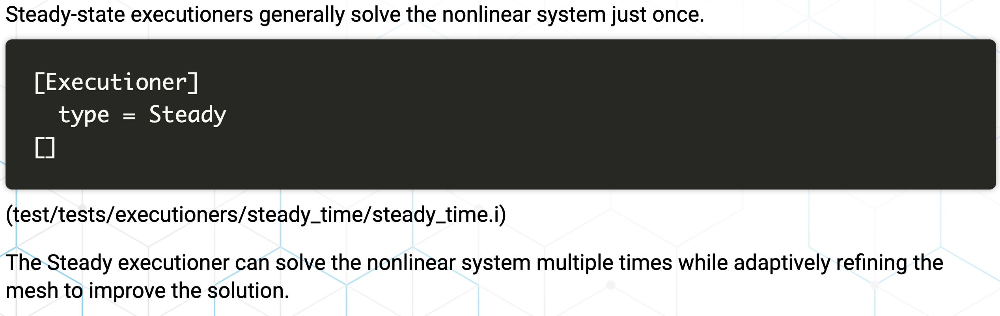 Steady-state executioners generally solve the nonlinear system just once.
[Executioner]
  type = Steady
[]
(test/tests/executioners/steady_time/steady_time.i)
The Steady executioner can solve the nonlinear system multiple times while adaptively refining the
mesh to improve the solution.